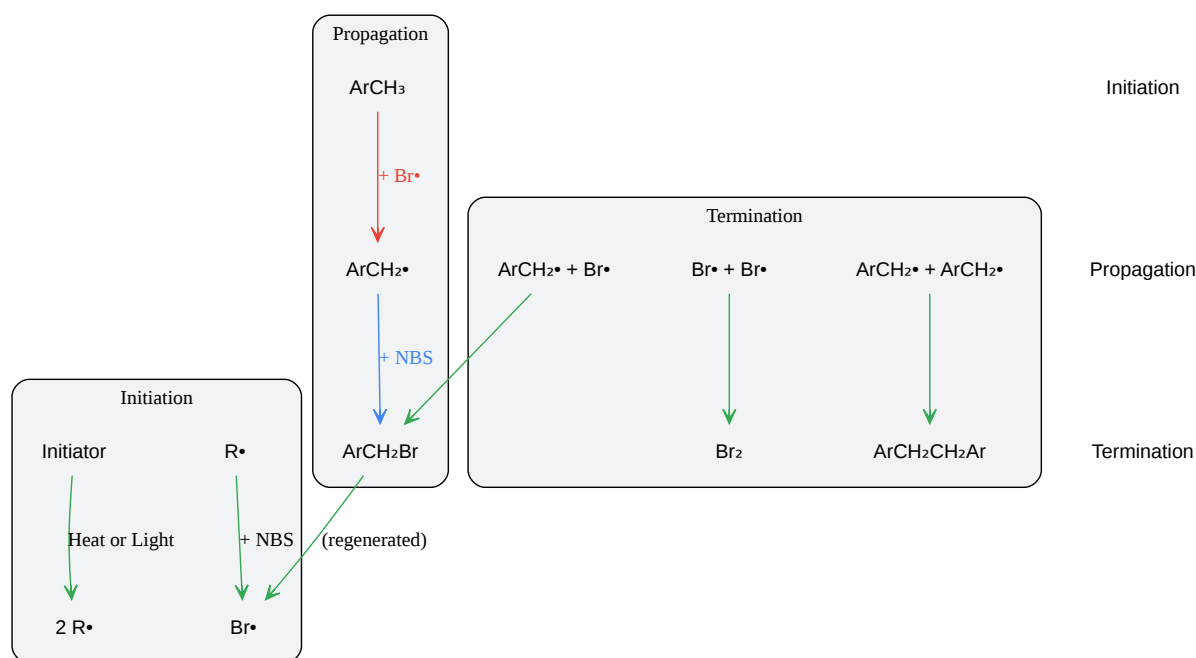 Propagation
ArCH₃
Initiation
+ Br•
Termination
ArCH₂•
ArCH₂• + Br•
Br• + Br•
ArCH₂• + ArCH₂•
Propagation
+ NBS
Initiation
Initiator
R•
ArCH₂Br
Br₂
ArCH₂CH₂Ar
Termination
Heat or Light
+ NBS
(regenerated)
2 R•
Br•